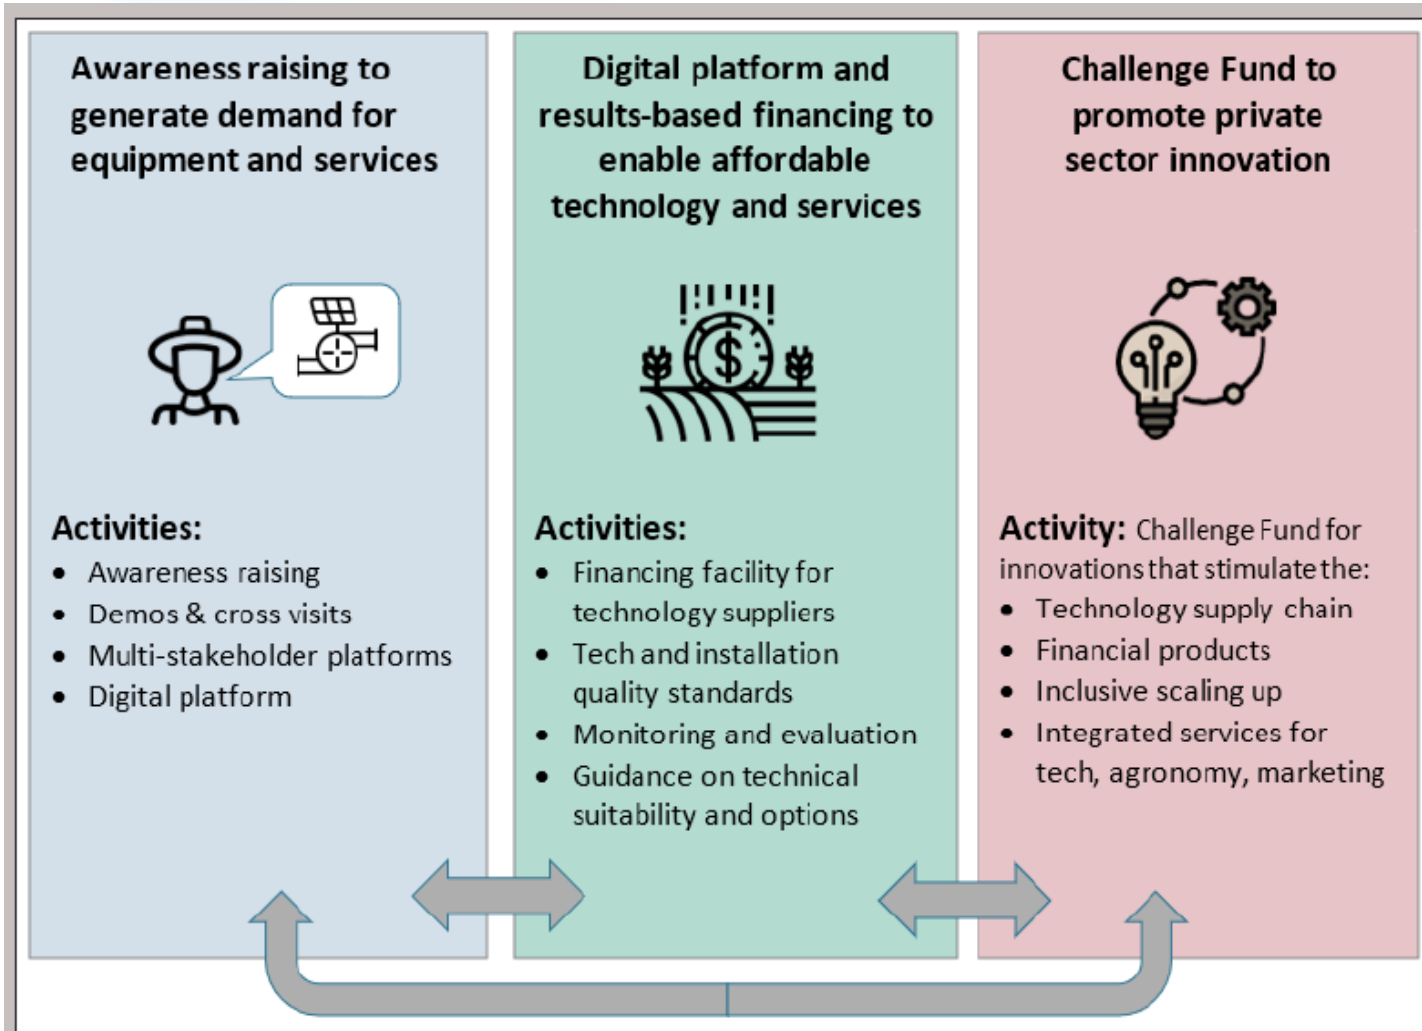 Awareness raising to
generate demand for
equipment and services
Activities:
• Awareness raising
• Demos & cross visits
• Multi-stakeholder platforms
• Digital platform
Digital platform and
results-based financing to
enable affordable
technology and services
$
Activities:
• Financing facility for
technology suppliers
• Tech and installation
quality standards
• Monitoring and evaluation
• Guidance on technical
suitability and options
Challenge Fund to
promote private
sector innovation
Activity: Challenge Fund for
innovations that stimulate the:
• Technology supply chain
• Financial products
• Inclusive scaling up
• Integrated services for
tech, agronomy, marketing